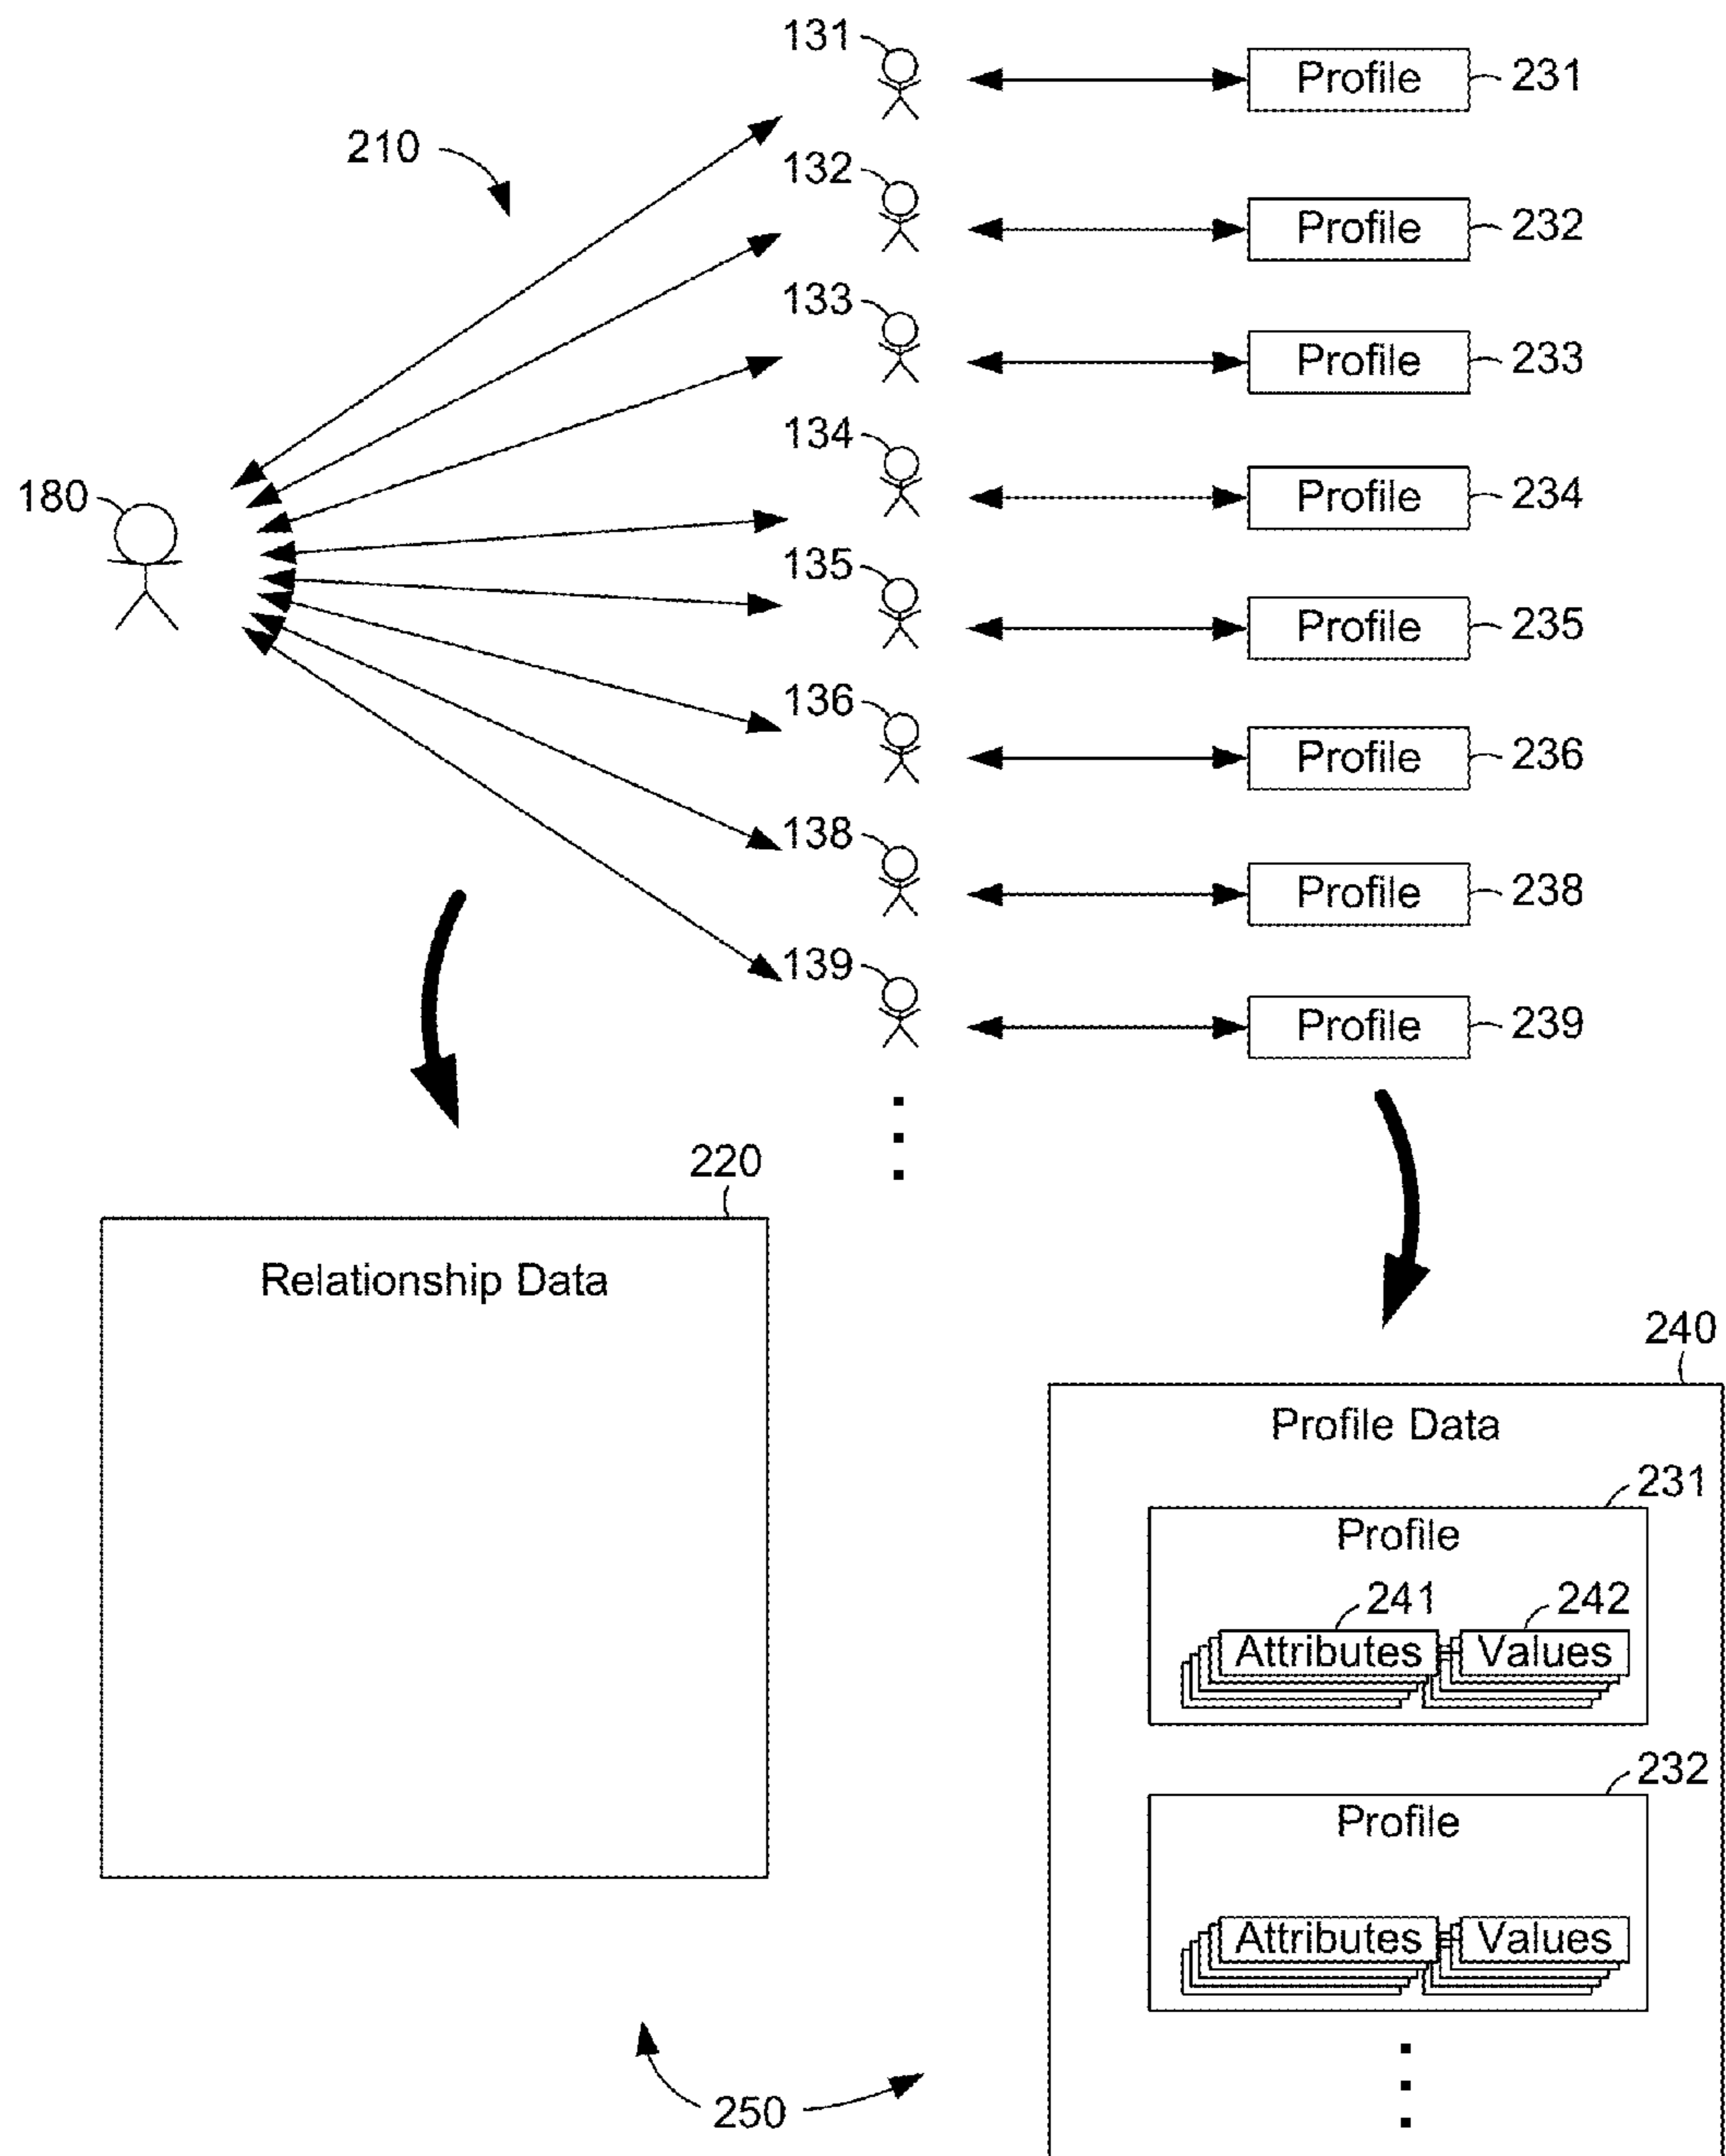 131
Profile
231
210
132
Profile
232
133
Profile
233
134
Profile
234
180
135
Profile
235
136
Profile
236
138
Profile
238
139
Profile
239
220
Relationship Data
240
Profile Data
231
Profile
241
242
Attributes
Values
232
Profile
Attributes
Values
250